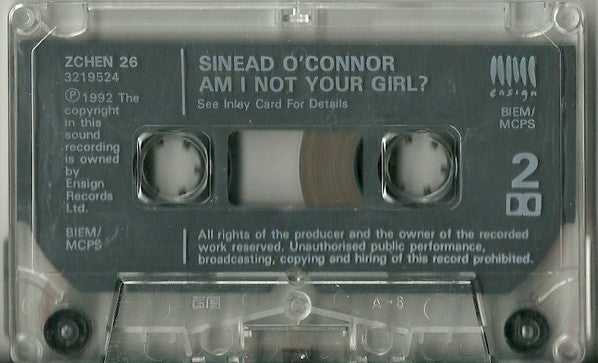 ZCHEN 26
3219524
Ⓟ1992 The
copyright
in this
sound
recording
is owned
by
Ensign
Records
Ltd.
BIEM/
MCPS
SINEAD O'CONNOR
AM I NOT YOUR GIRL?
See Inlay Card For Details
ensign
BIEM/
MCPS
2
All rights of the producer and the owner of the recorded
work reserved. Unauthorised public performance,
broadcasting, copying and hiring of this record prohibited.